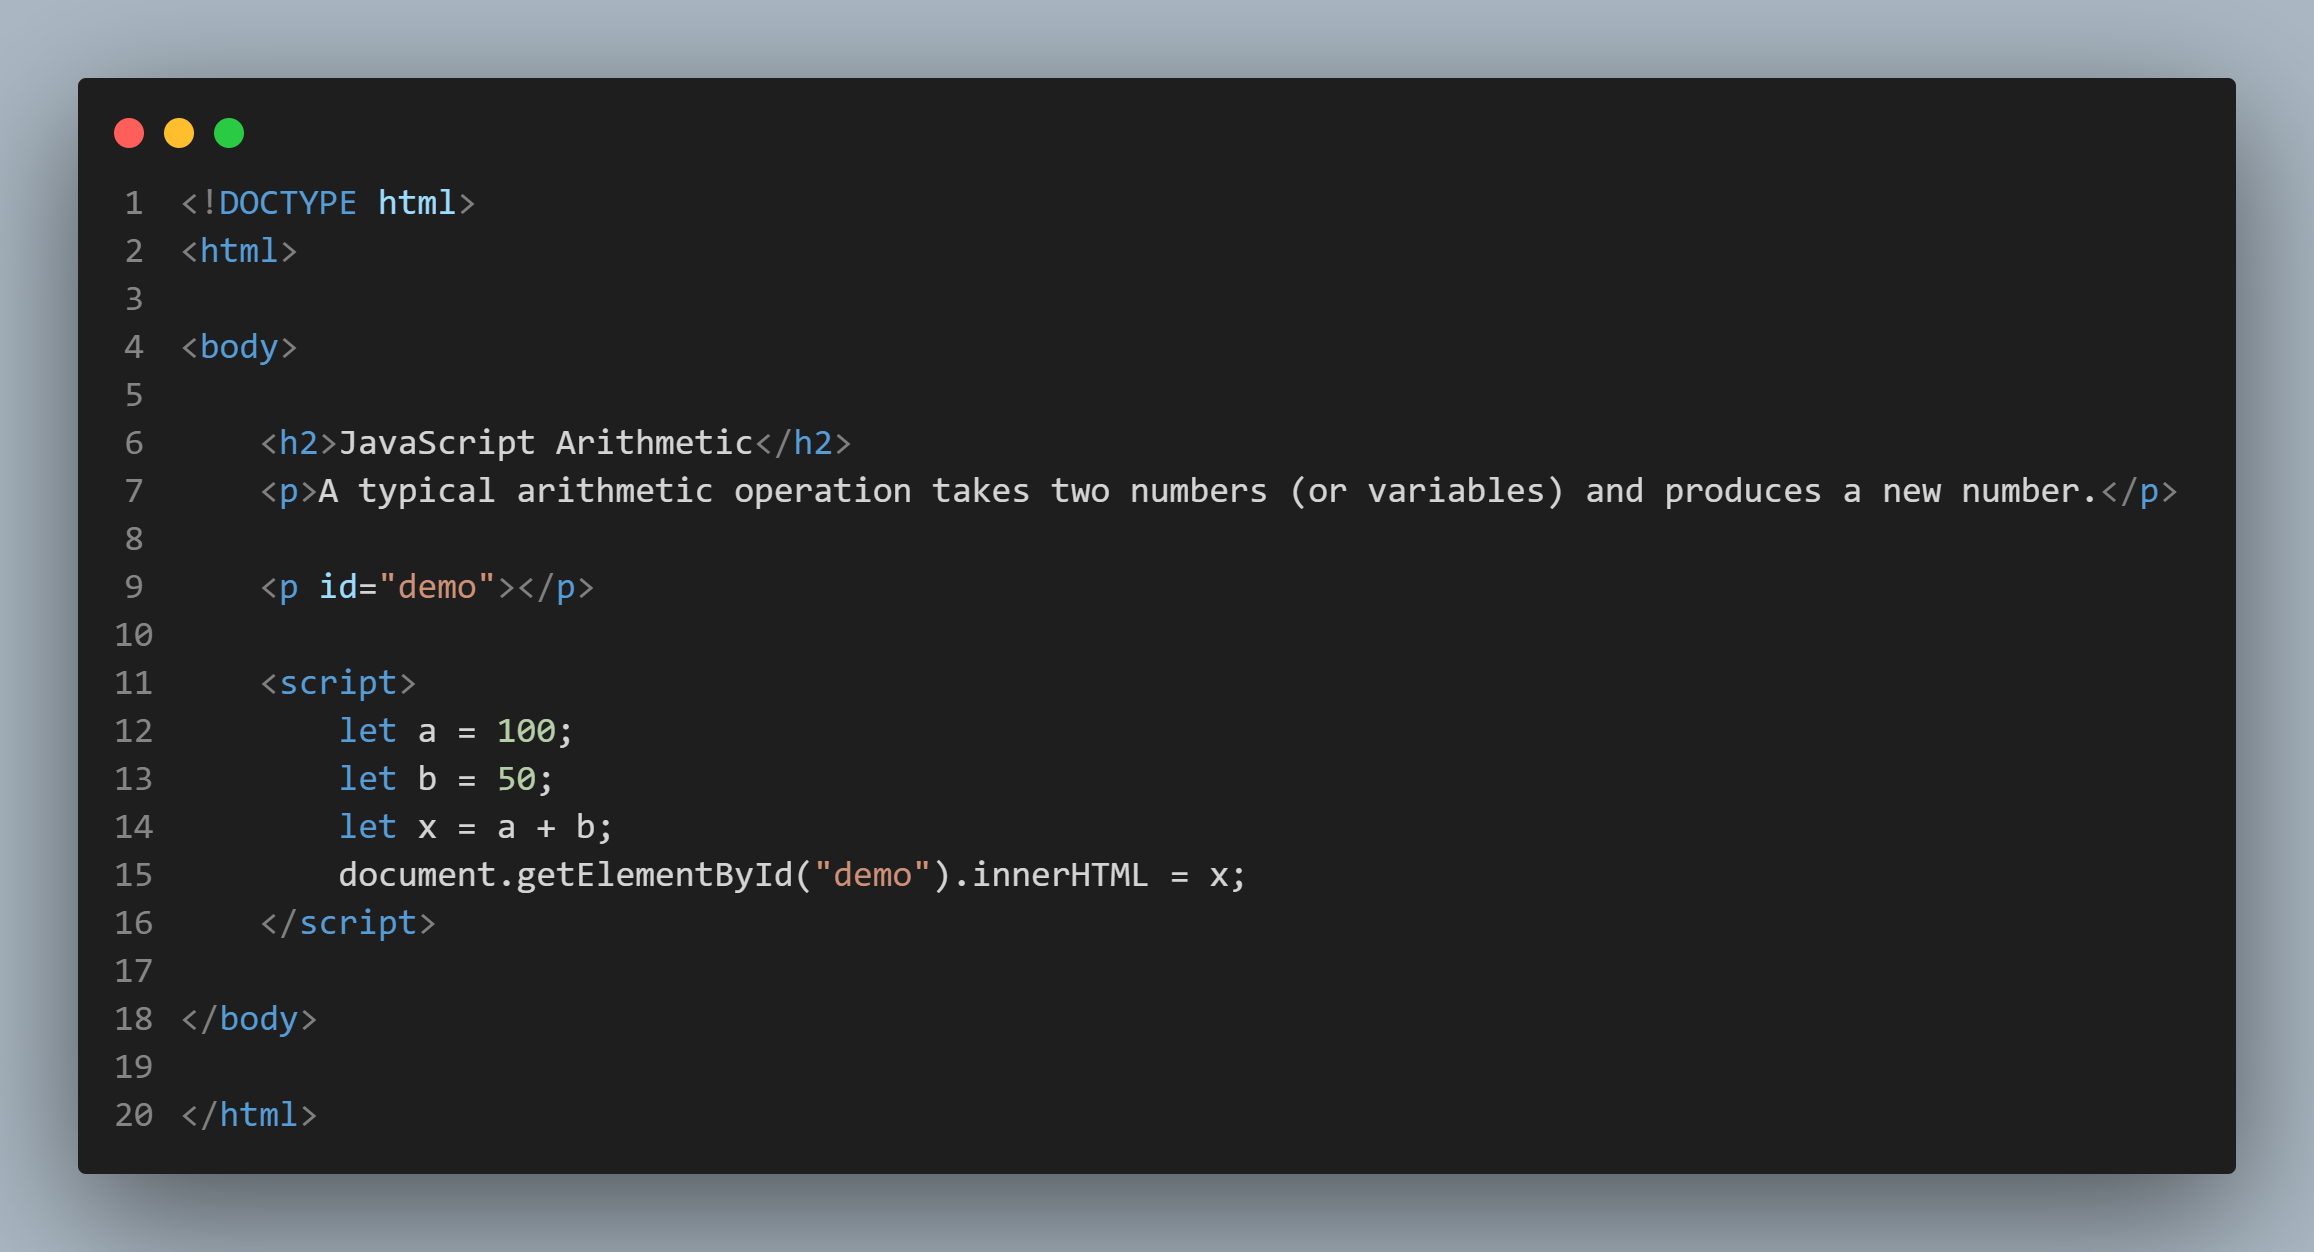 1 <!DOCTYPE html>
2 <html>
3
4 <body>
5
6     <h2>JavaScript Arithmetic</h2>
7     <p>A typical arithmetic operation takes two numbers (or variables) and produces a new number.</p>
8
9     <p id="demo"></p>
10
11     <script>
12         let a = 100;
13         let b = 50;
14         let x = a + b;
15         document.getElementById("demo").innerHTML = x;
16     </script>
17
18 </body>
19
20 </html>